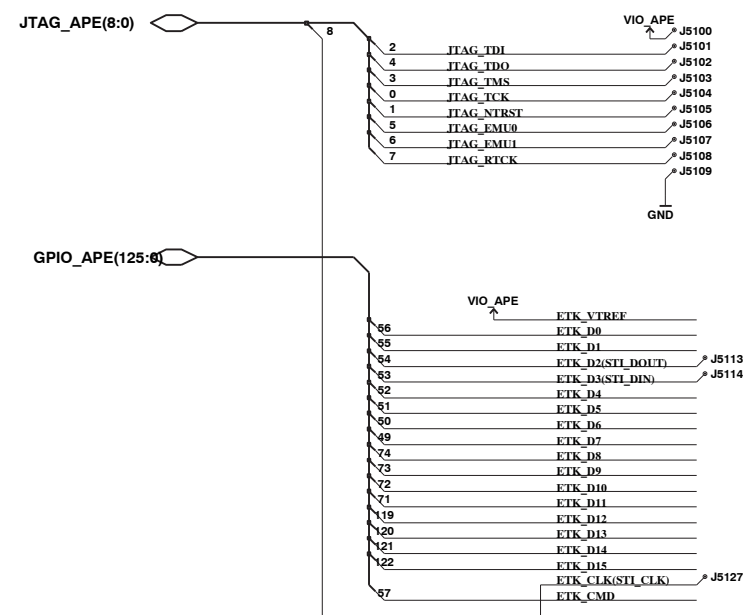 VIO_APE
JTAG_APE(8:0)
8
J5100
2 JTAG_TDI J5101
4 JTAG_TDO J5102
3 JTAG_TMS J5103
0 JTAG_TCK J5104
1 JTAG_NTRST J5105
5 JTAG_EMU0 J5106
6 JTAG_EMU1 J5107
7 JTAG_RTCK J5108
J5109
GND
GPIO_APE(125:0)
VIO_APE
ETK_VTREF
56 ETK_D0
55 ETK_D1
54 ETK_D2(STI_DOUT) J5113
53 ETK_D3(STI_DIN) J5114
52 ETK_D4
51 ETK_D5
50 ETK_D6
49 ETK_D7
74 ETK_D8
73 ETK_D9
72 ETK_D10
71 ETK_D11
119 ETK_D12
120 ETK_D13
121 ETK_D14
122 ETK_D15
ETK_CLK(STI_CLK) J5127
57 ETK_CMD